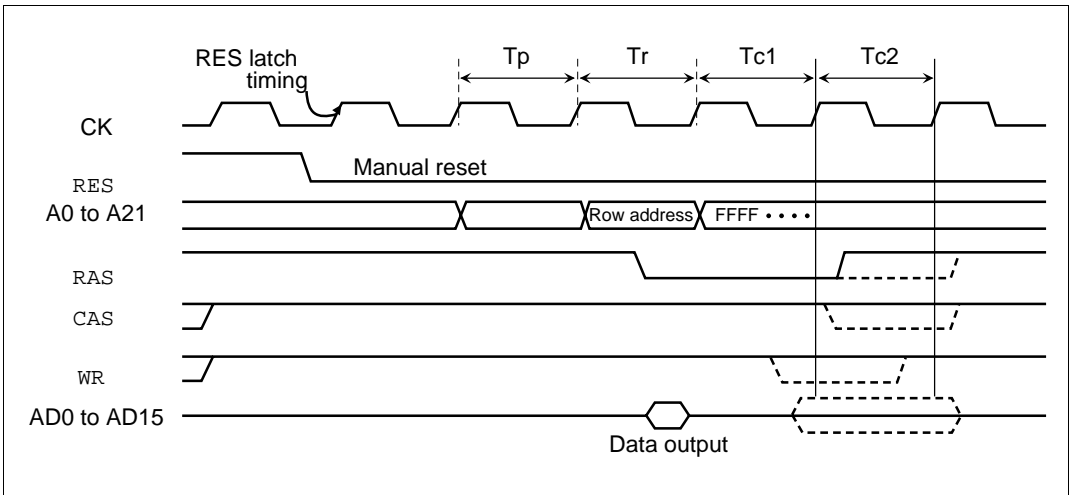 RES latch
timing
Tp
Tr
Tc1
Tc2
CK
RES
Manual reset
A0 to A21
Row address
FFFF ････
RAS
CAS
WR
AD0 to AD15
Data output